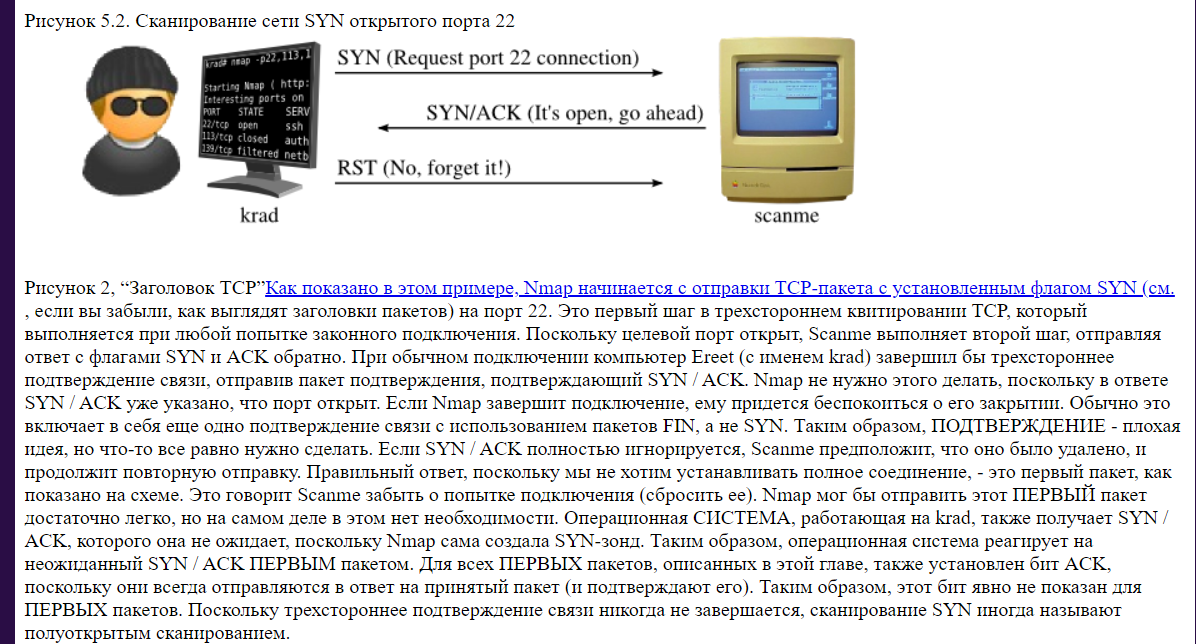 Рисунок 5.2. Сканирование сети SYN открытого порта 22
krad# nmap -p22,113,1
Starting Nmap ( http:
Interesting ports on
PORT STATE SERV
22/tcp open ssh
113/tcp closed auth
139/tcp filtered netb
SYN (Request port 22 connection)
SYN/ACK (It's open, go ahead)
RST (No, forget it!)
krad
scanme
Рисунок 2, “Заголовок TCP”Как показано в этом примере, Nmap начинается с отправки TCP-пакета с установленным флагом SYN (см.
, если вы забыли, как выглядят заголовки пакетов) на порт 22. Это первый шаг в трехстороннем квитировании TCP, который
выполняется при любой попытке законного подключения. Поскольку целевой порт открыт, Scanme выполняет второй шаг, отправляя
ответ с флагами SYN и ACK обратно. При обычном подключении компьютер Ereet (с именем krad) завершил бы трехстороннее
подтверждение связи, отправив пакет подтверждения, подтверждающий SYN / ACK. Nmap не нужно этого делать, поскольку в ответе
SYN / ACK уже указано, что порт открыт. Если Nmap завершит подключение, ему придется беспокоиться о его закрытии. Обычно это
включает в себя еще одно подтверждение связи с использованием пакетов FIN, а не SYN. Таким образом, ПОДТВЕРЖДЕНИЕ - плохая
идея, но что-то все равно нужно сделать. Если SYN / ACK полностью игнорируется, Scanme предположит, что оно было удалено, и
продолжит повторную отправку. Правильный ответ, поскольку мы не хотим устанавливать полное соединение, - это первый пакет, как
показано на схеме. Это говорит Scanme забыть о попытке подключения (сбросить ее). Nmap мог бы отправить этот ПЕРВЫЙ пакет
достаточно легко, но на самом деле в этом нет необходимости. Операционная СИСТЕМА, работающая на krad, также получает SYN /
ACK, которого она не ожидает, поскольку Nmap сама создала SYN-зонд. Таким образом, операционная система реагирует на
неожиданный SYN / ACK ПЕРВЫМ пакетом. Для всех ПЕРВЫХ пакетов, описанных в этой главе, также установлен бит ACK,
поскольку они всегда отправляются в ответ на принятый пакет (и подтверждают его). Таким образом, этот бит явно не показан для
ПЕРВЫХ пакетов. Поскольку трехстороннее подтверждение связи никогда не завершается, сканирование SYN иногда называют
полуоткрытым сканированием.